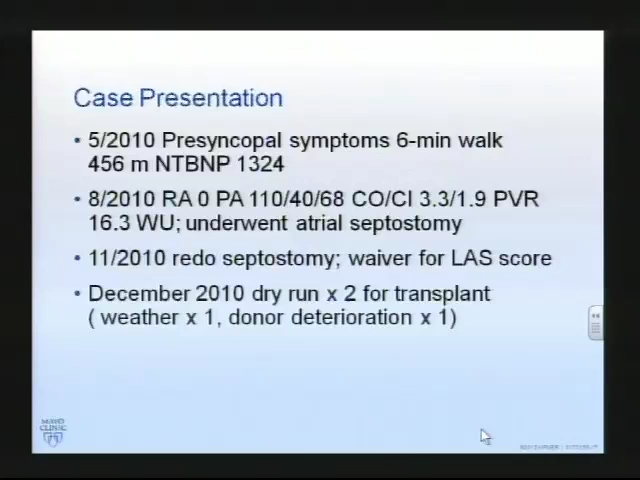 Case Presentation
• 5/2010 Presyncopal symptoms 6-min walk
456 m NTBNP 1324
• 8/2010 RA 0 PA 110/40/68 CO/CI 3.3/1.9 PVR
16.3 WU; underwent atrial septostomy
• 11/2010 redo septostomy; waiver for LAS score
• December 2010 dry run x 2 for transplant
( weather x 1, donor deterioration x 1)
MAYO
CLINIC